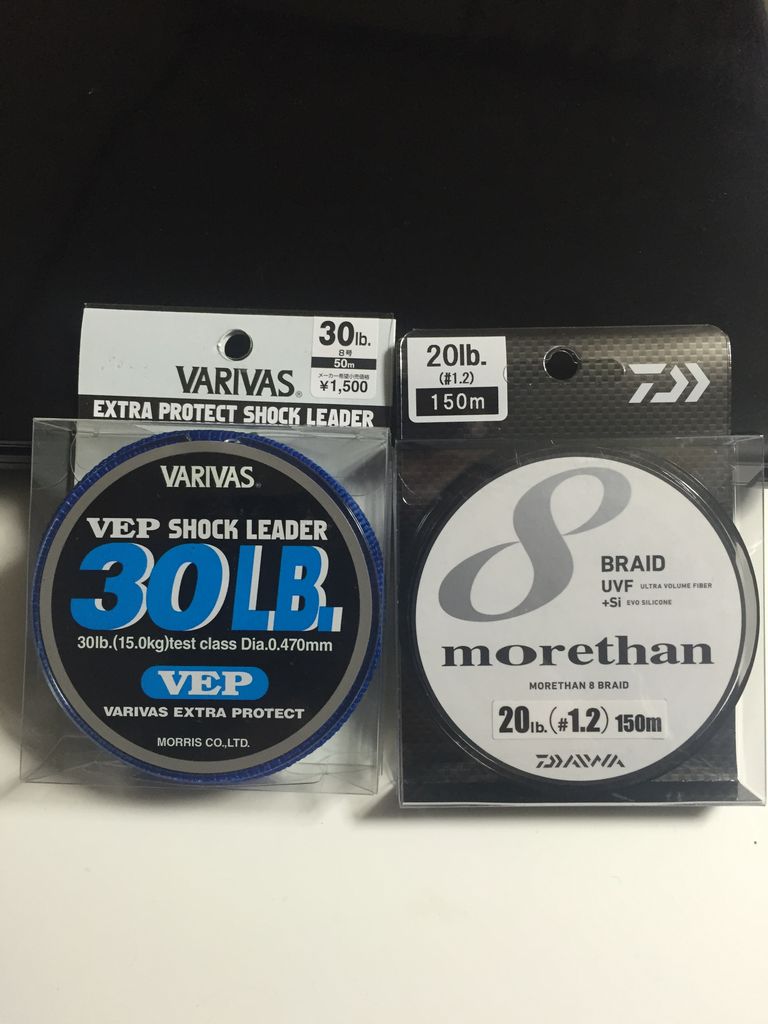 30lb.
8号
50m
メーカー希望小売価格
¥1,500
VARIVAS®
EXTRA PROTECT SHOCK LEADER
VARIVAS®
VEP SHOCK LEADER
30LB.
30lb.(15.0kg)test class Dia.0.470mm
VEP
VARIVAS EXTRA PROTECT
MORRIS CO.,LTD.
20lb.
(#1.2)
150m
8
BRAID
UVF ULTRA VOLUME FIBER
+Si EVO SILICONE
morethan
MORETHAN 8 BRAID
20lb.(#1.2) 150m
DAIWA